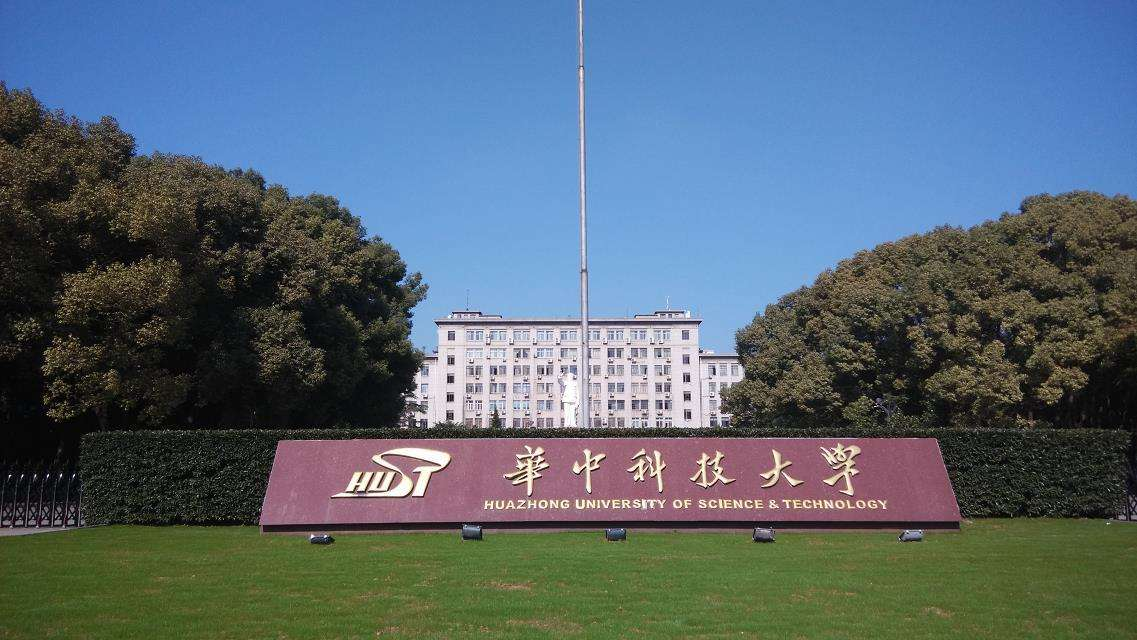 HUST
華中科技大學
HUAZHONG UNIVERSITY OF SCIENCE & TECHNOLOGY